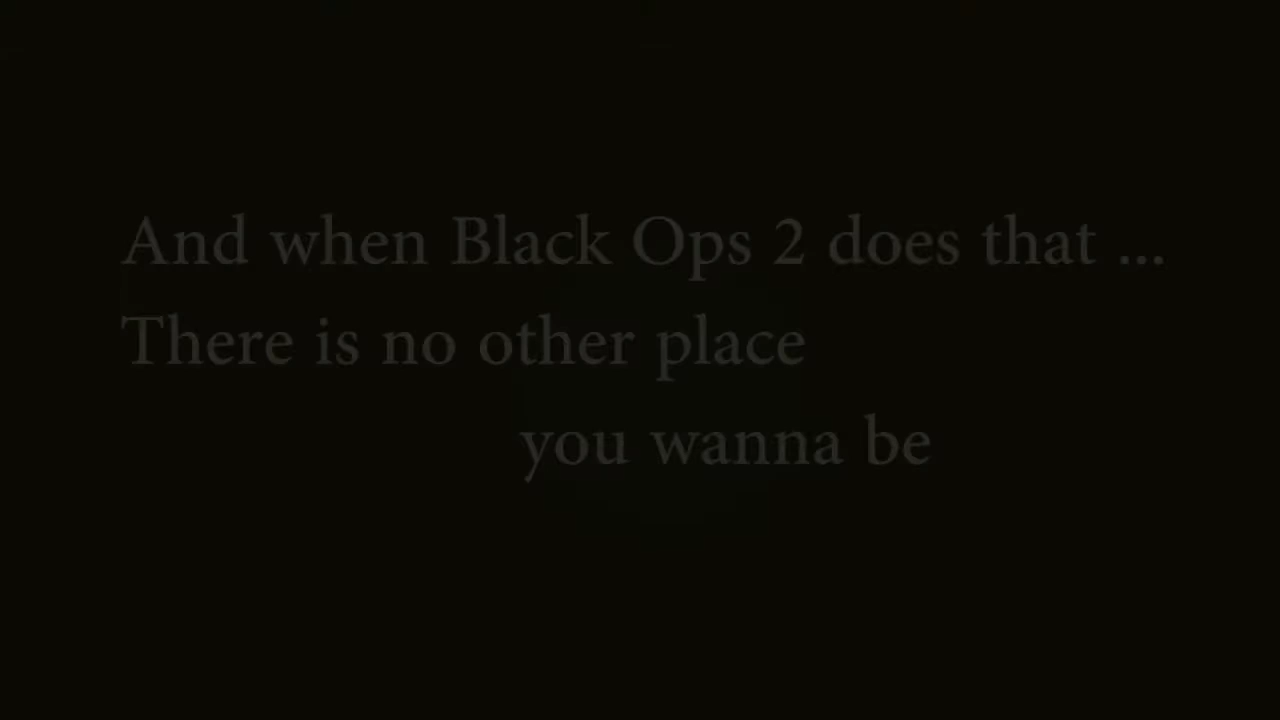 And when Black Ops 2 does that ...
There is no other place
you wanna be